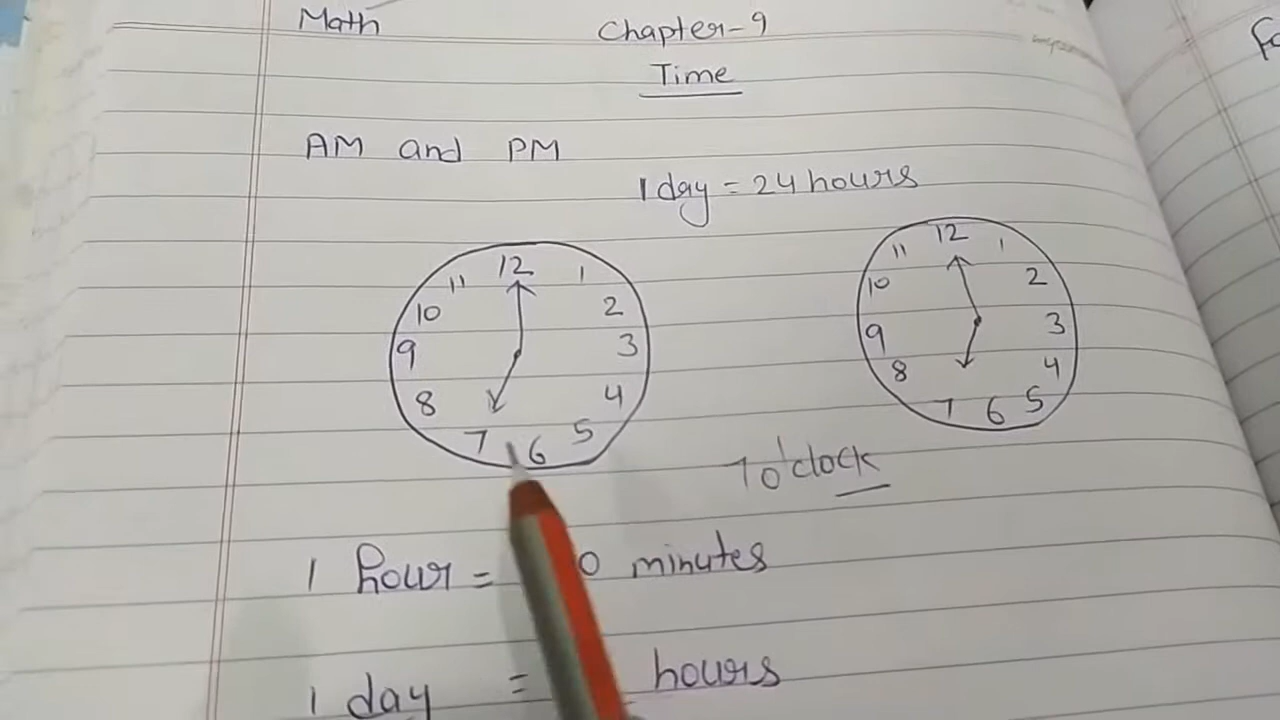 Math Chapter-9
Time
AM and PM
1 day = 24 hours
12 1 2 3 4 5 6 7 8 9 10 11
12 1 2 3 4 5 6 7 8 9 10 11
7 o'clock
1 hour = 0 minutes
1 day = hours